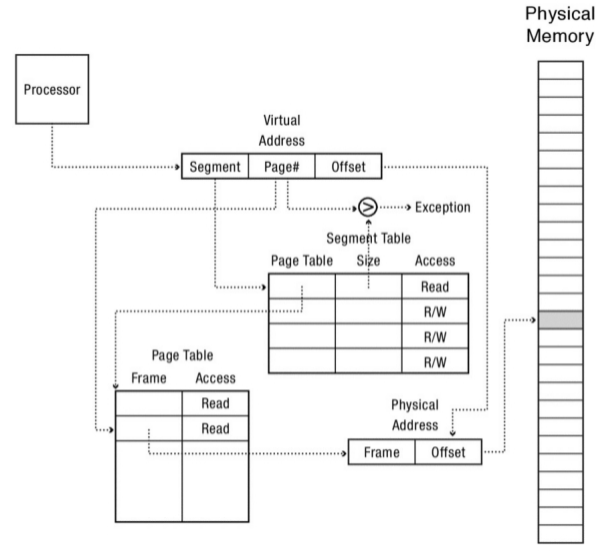 Physical
Memory
Processor
Virtual
Address
Segment Page# Offset
> Exception
Segment Table
Page Table Size Access
Read
R/W
R/W
R/W
Page Table
Frame Access
Read
Read
Physical
Address
Frame Offset